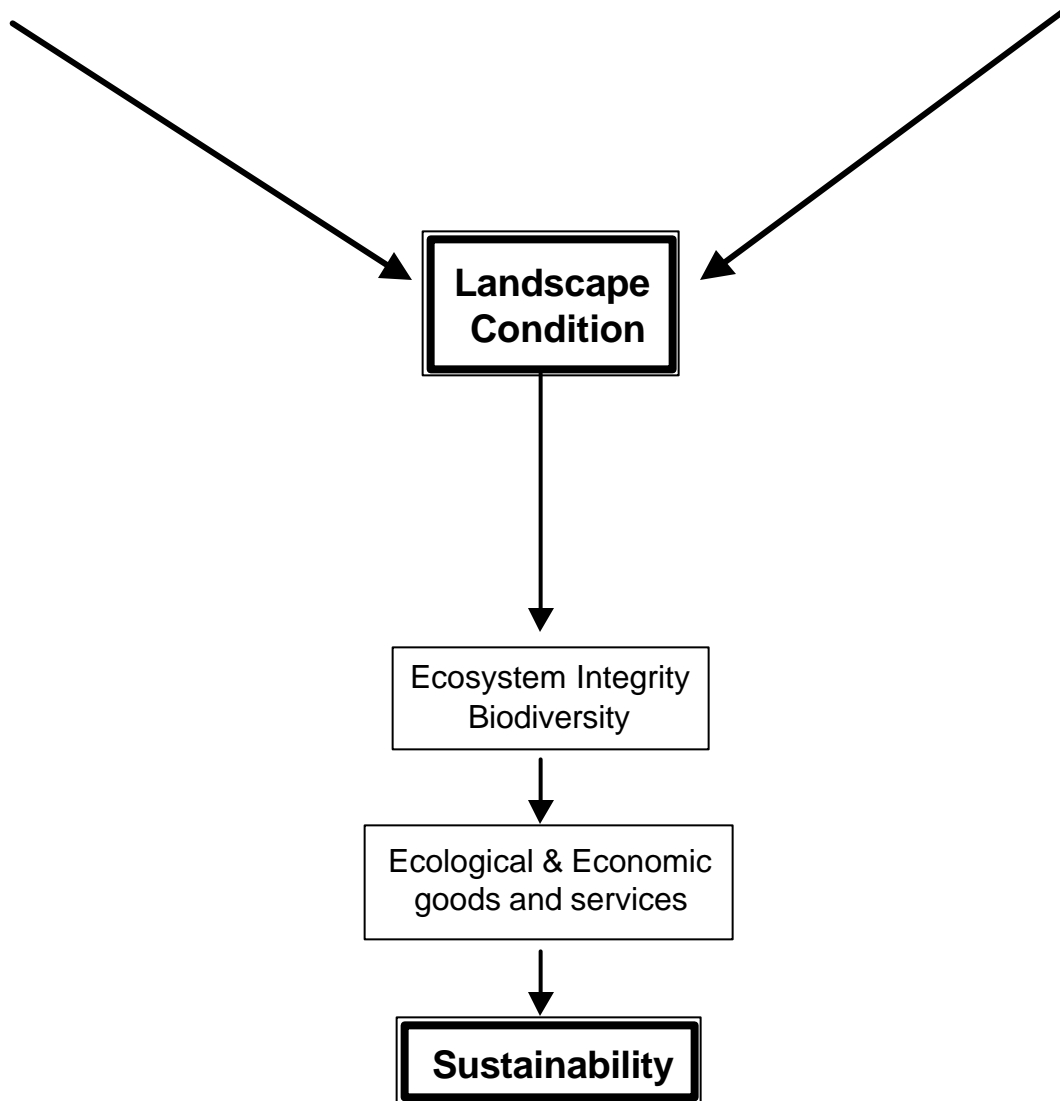 Landscape
Condition
Ecosystem Integrity
Biodiversity
Ecological & Economic
goods and services
Sustainability